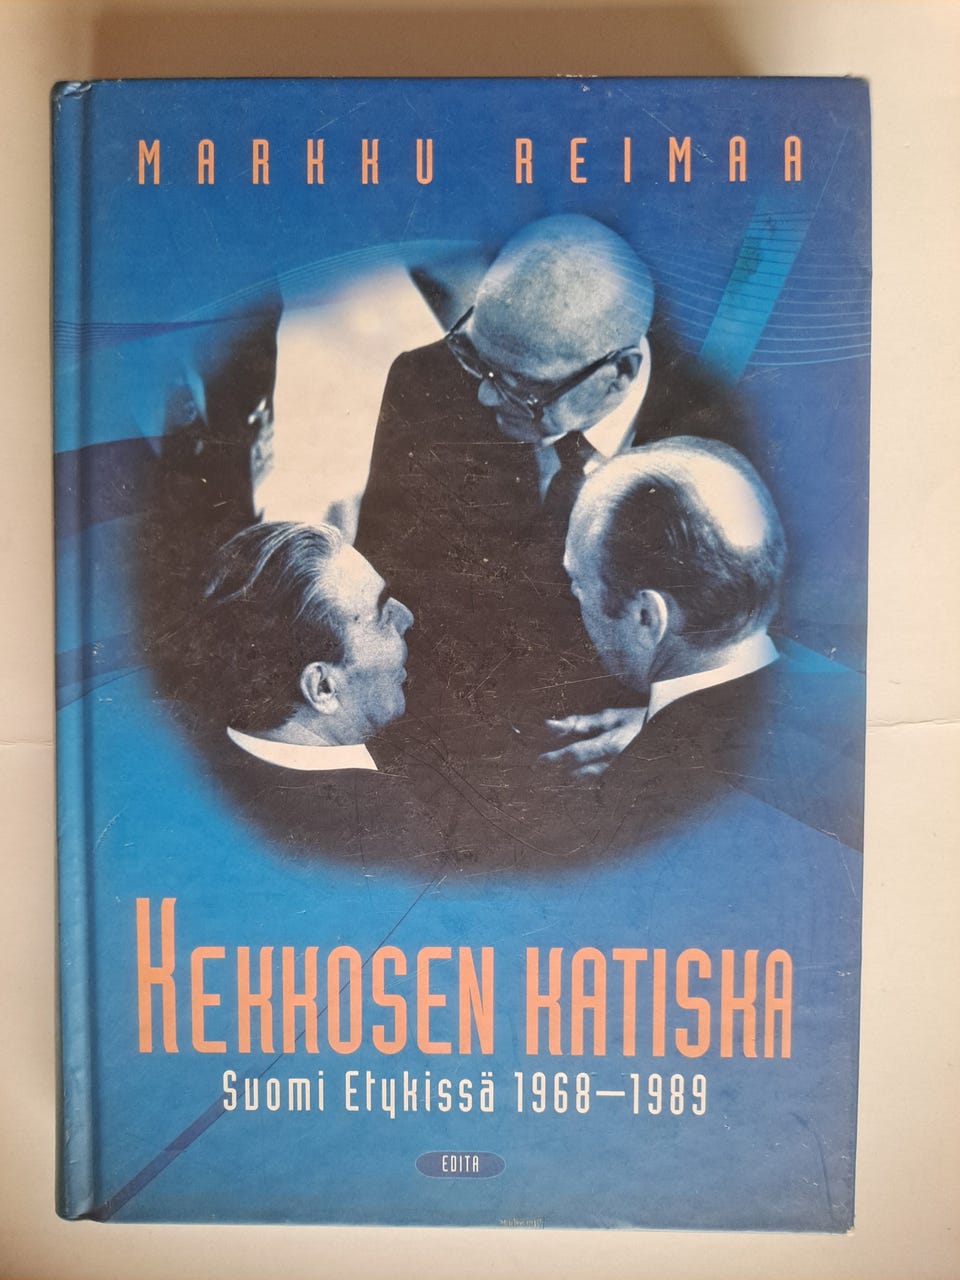 MARKKU REIMAA
KEKKOSEN KATISKA
Suomi Etykissä 1968–1989
EDITA